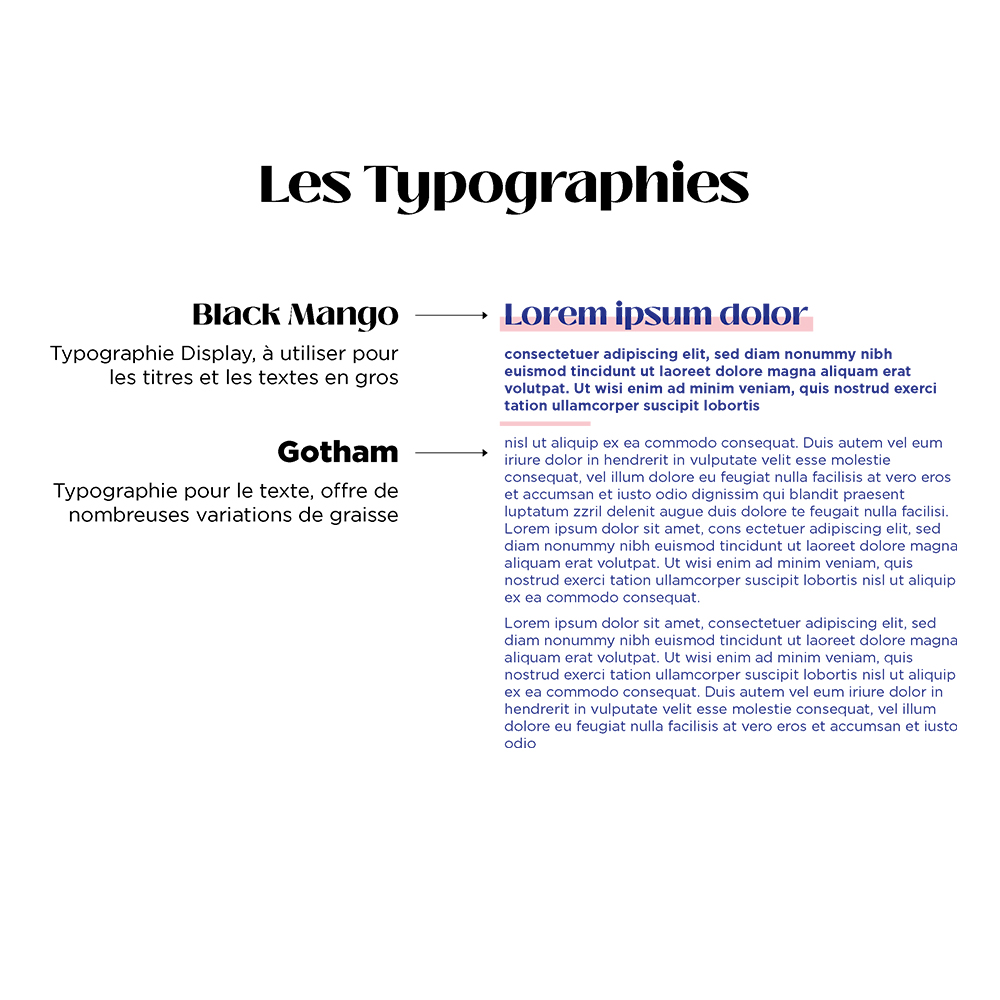 Les Typographies
Black Mango
Typographie Display, à utiliser pour
les titres et les textes en gros
Gotham
Typographie pour le texte, offre de
nombreuses variations de graisse
Lorem ipsum dolor
consectetuer adipiscing elit, sed diam nonummy nibh
euismod tincidunt ut laoreet dolore magna aliquam erat
volutpat. Ut wisi enim ad minim veniam, quis nostrud exerci
tation ullamcorper suscipit lobortis
nisl ut aliquip ex ea commodo consequat. Duis autem vel eum
iriure dolor in hendrerit in vulputate velit esse molestie
consequat, vel illum dolore eu feugiat nulla facilisis at vero eros
et accumsan et iusto odio dignissim qui blandit praesent
luptatum zzril delenit augue duis dolore te feugait nulla facilisi.
Lorem ipsum dolor sit amet, cons ectetuer adipiscing elit, sed
diam nonummy nibh euismod tincidunt ut laoreet dolore magna
aliquam erat volutpat. Ut wisi enim ad minim veniam, quis
nostrud exerci tation ullamcorper suscipit lobortis nisl ut aliquip
ex ea commodo consequat.
Lorem ipsum dolor sit amet, consectetuer adipiscing elit, sed
diam nonummy nibh euismod tincidunt ut laoreet dolore magna
aliquam erat volutpat. Ut wisi enim ad minim veniam, quis
nostrud exerci tation ullamcorper suscipit lobortis nisl ut aliquip
ex ea commodo consequat. Duis autem vel eum iriure dolor in
hendrerit in vulputate velit esse molestie consequat, vel illum
dolore eu feugiat nulla facilisis at vero eros et accumsan et iusto
odio